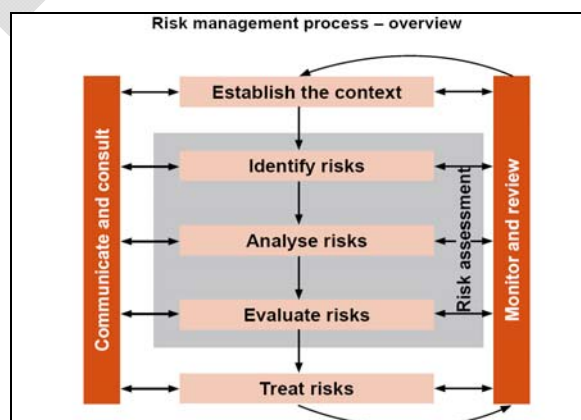 Risk management process – overview
Establish the context
Identify risks
Analyse risks
Evaluate risks
Treat risks
Communicate and consult
Risk assessment
Monitor and review